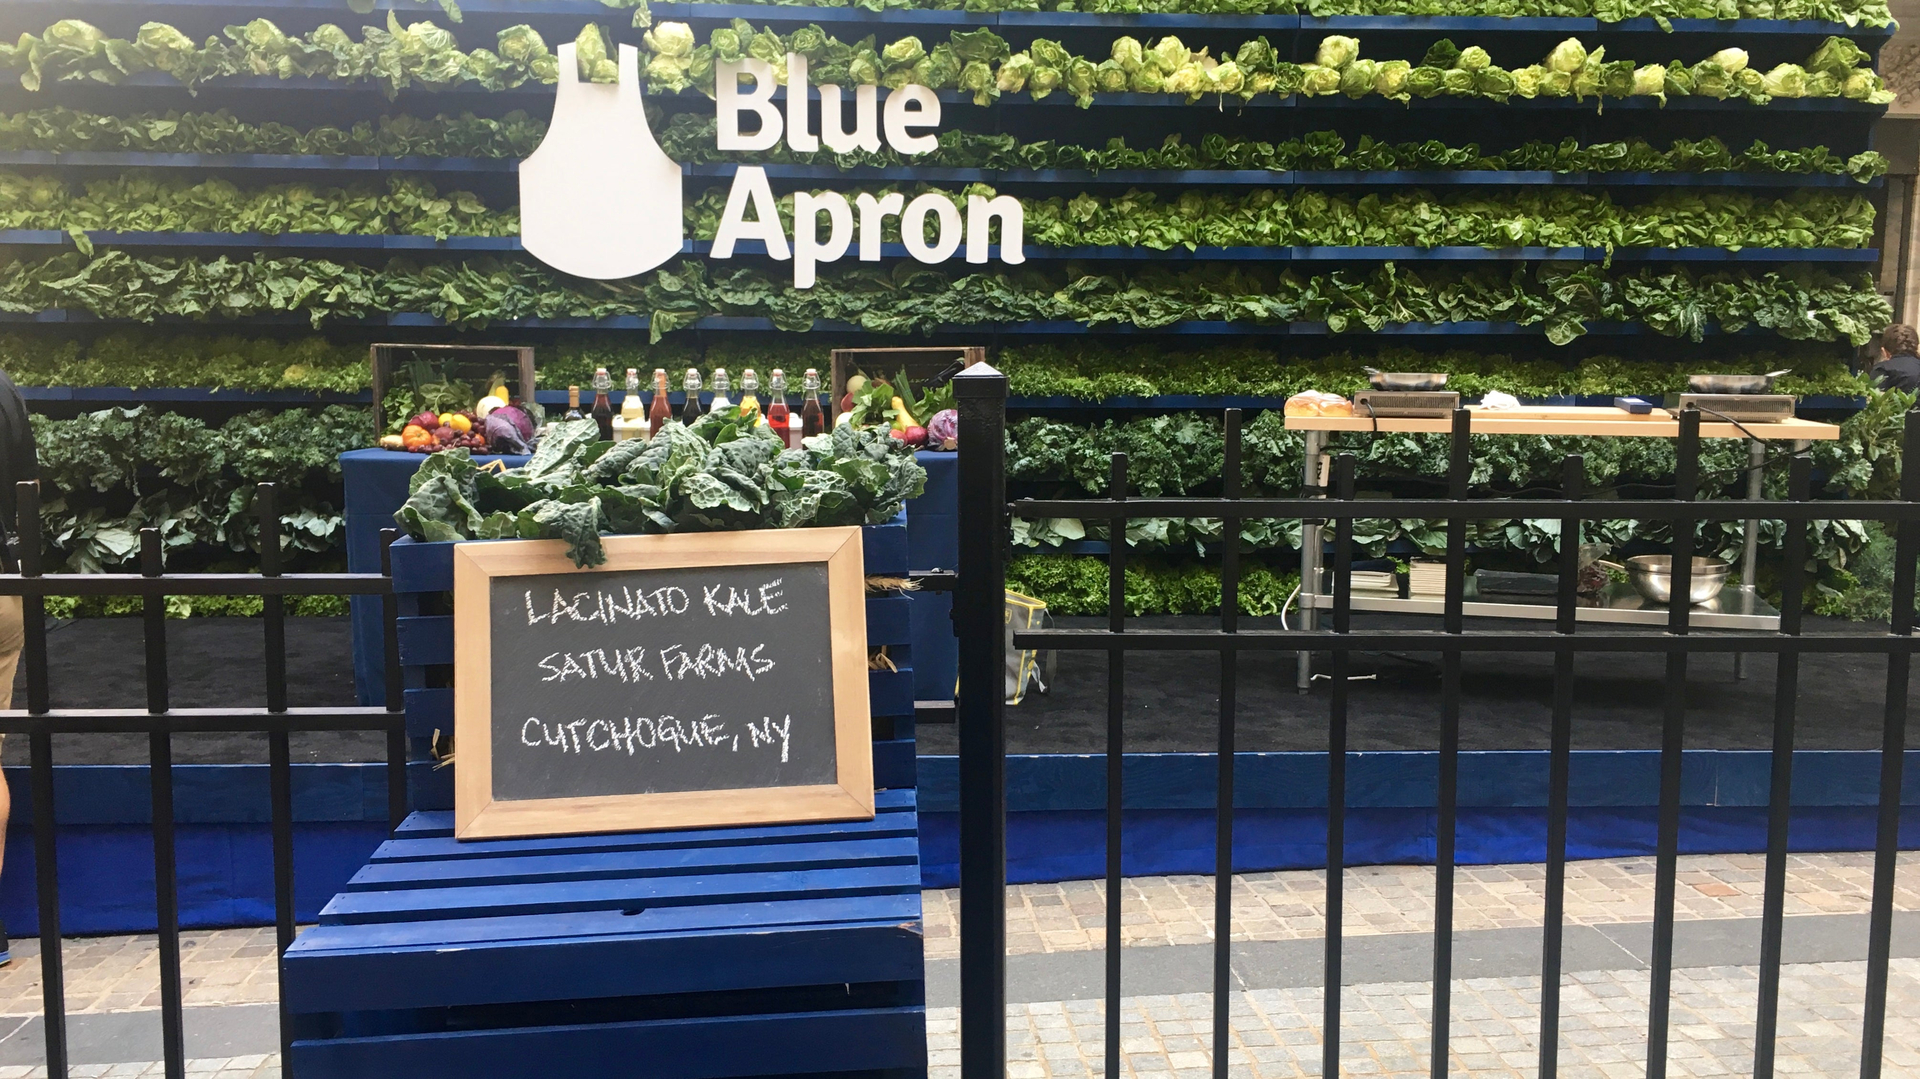 Blue
Apron
LACINATO KALE
SATUR FARMS
CUTCHOGUE, NY